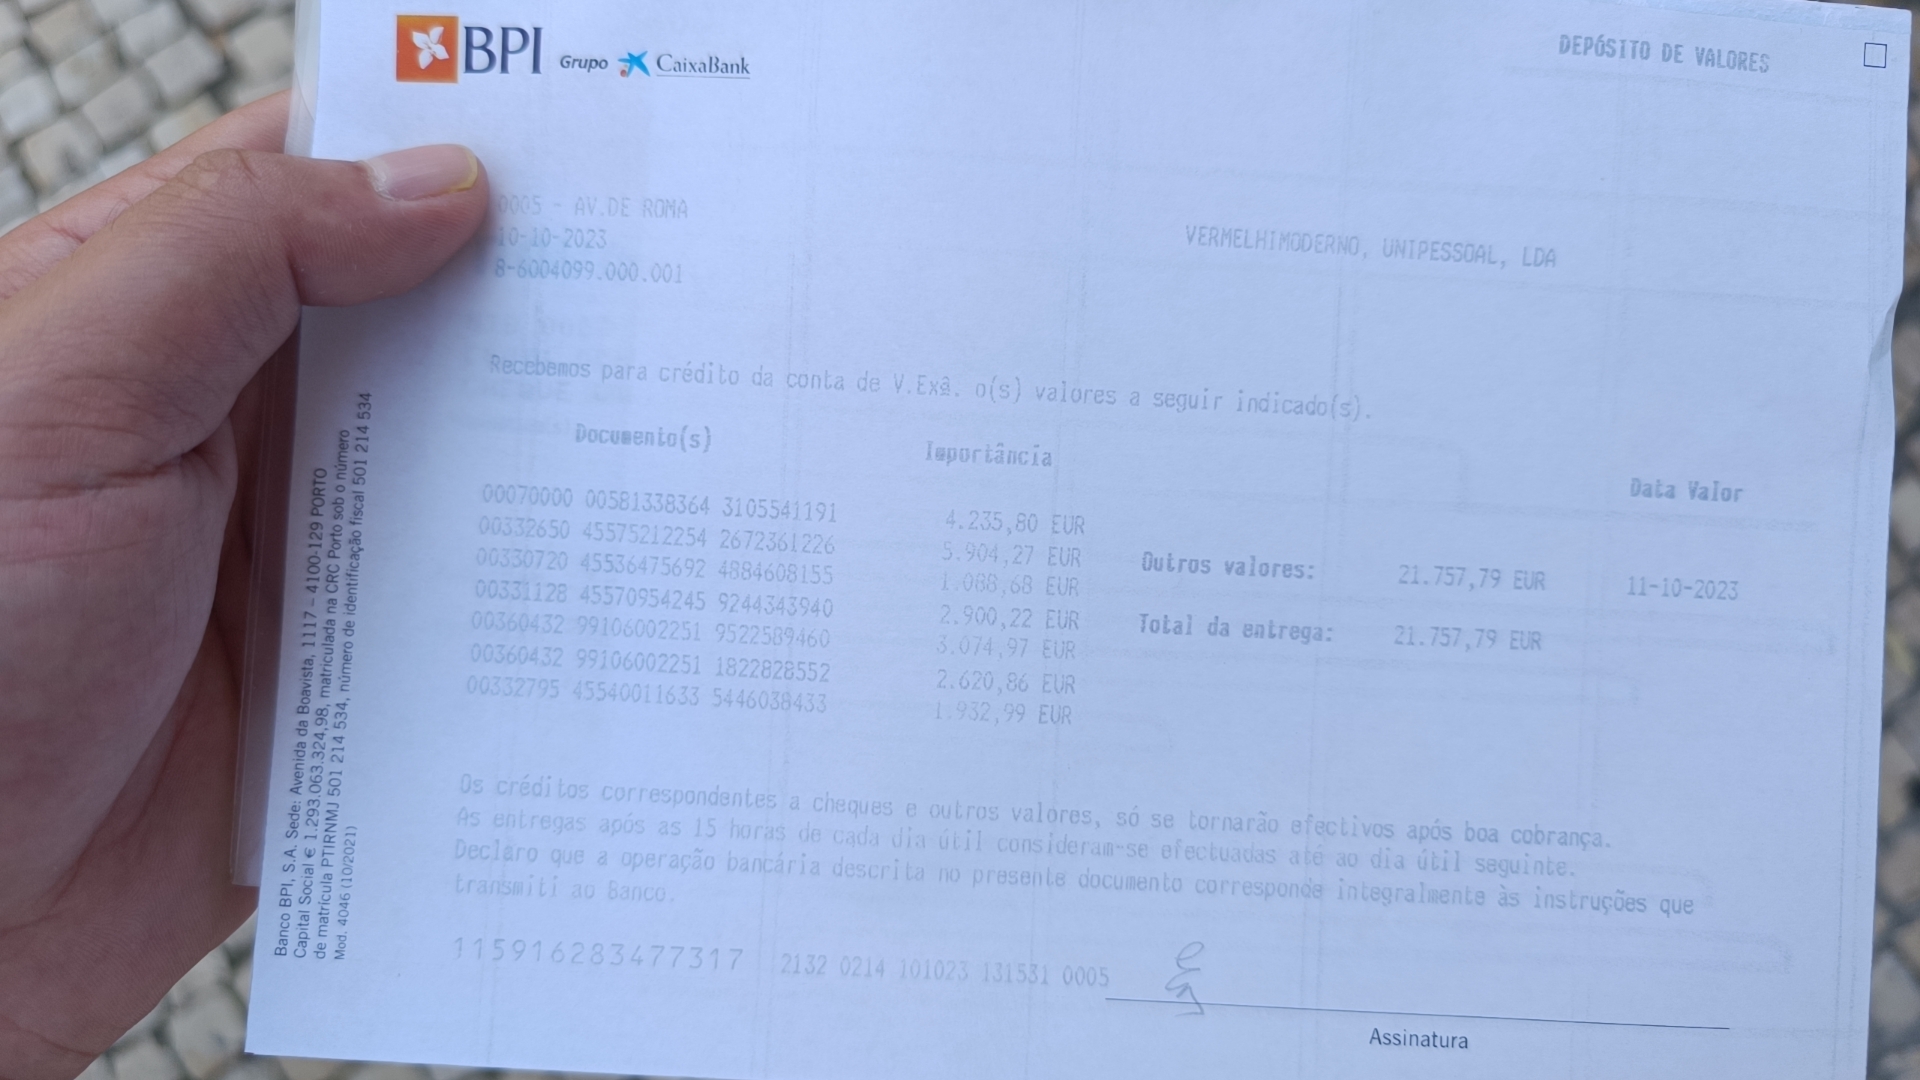 BPI Grupo CaixaBank
DEPÓSITO DE VALORES
0005 - AV.DE ROMA
10-10-2023
8-6004099.000.001
VERMELHIMODERNO, UNIPESSOAL, LDA
Recebemos para crédito da conta de V.Exª. o(s) valores a seguir indicado(s).
Documento(s) Importância Data Valor
00070000 00581338364 3105541191 4.235,80 EUR
00332650 45575212254 2672361226 5.904,27 EUR
00330720 45536475692 4884608155 1.088,68 EUR
00331128 45570954245 9244343940 2.900,22 EUR
00360432 99106002251 9522589460 3.074,97 EUR
00360432 99106002251 1822828552 2.620,86 EUR
00332795 45540011633 5446038433 1.932,99 EUR
Outros valores: 21.757,79 EUR 11-10-2023
Total da entrega: 21.757,79 EUR
Os créditos correspondentes a cheques e outros valores, só se tornarão efectivos após boa cobrança.
As entregas após as 15 horas de cada dia útil consideram-se efectuadas até ao dia útil seguinte.
Declaro que a operação bancária descrita no presente documento corresponde integralmente às instruções que
transmiti ao Banco.
115916283477317 2132 0214 101023 131531 0005
Assinatura
Banco BPI, S.A. Sede: Avenida da Boavista, 1117 – 4100-129 PORTO
Capital Social € 1.293.063.324,98, matriculada na CRC Porto sob o número
de matrícula PTIRNMJ 501 214 534, número de identificação fiscal 501 214 534
Mod. 4046 (10/2021)